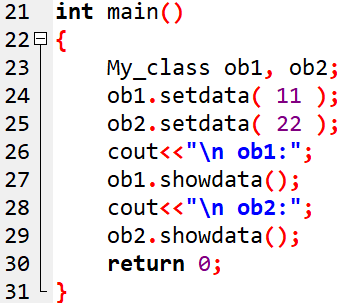 21 int main()
22 {
23     My_class ob1, ob2;
24     ob1.setdata( 11 );
25     ob2.setdata( 22 );
26     cout<<"\n ob1:";
27     ob1.showdata();
28     cout<<"\n ob2:";
29     ob2.showdata();
30     return 0;
31 }